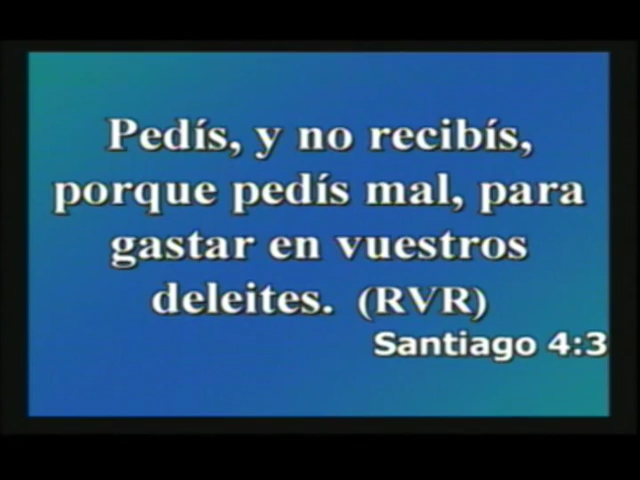 Pedís, y no recibís,
porque pedís mal, para
gastar en vuestros
deleites. (RVR)
Santiago 4:3